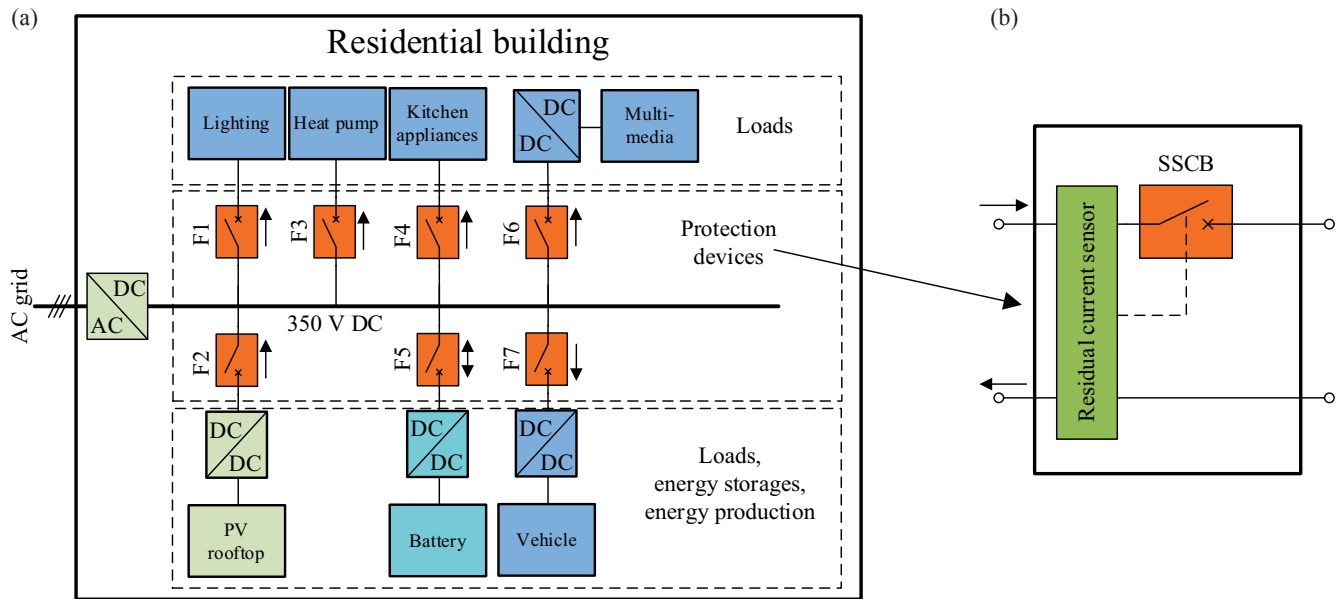 (a)
Residential building
Lighting
Heat pump
Kitchen
appliances
DC
DC
Multi-
media
Loads
F1
F3
F4
F6
Protection
devices
AC grid
DC
AC
350 V DC
F2
F5
F7
DC
DC
DC
DC
DC
DC
Loads,
energy storages,
energy production
PV
rooftop
Battery
Vehicle
(b)
SSCB
Residual current sensor